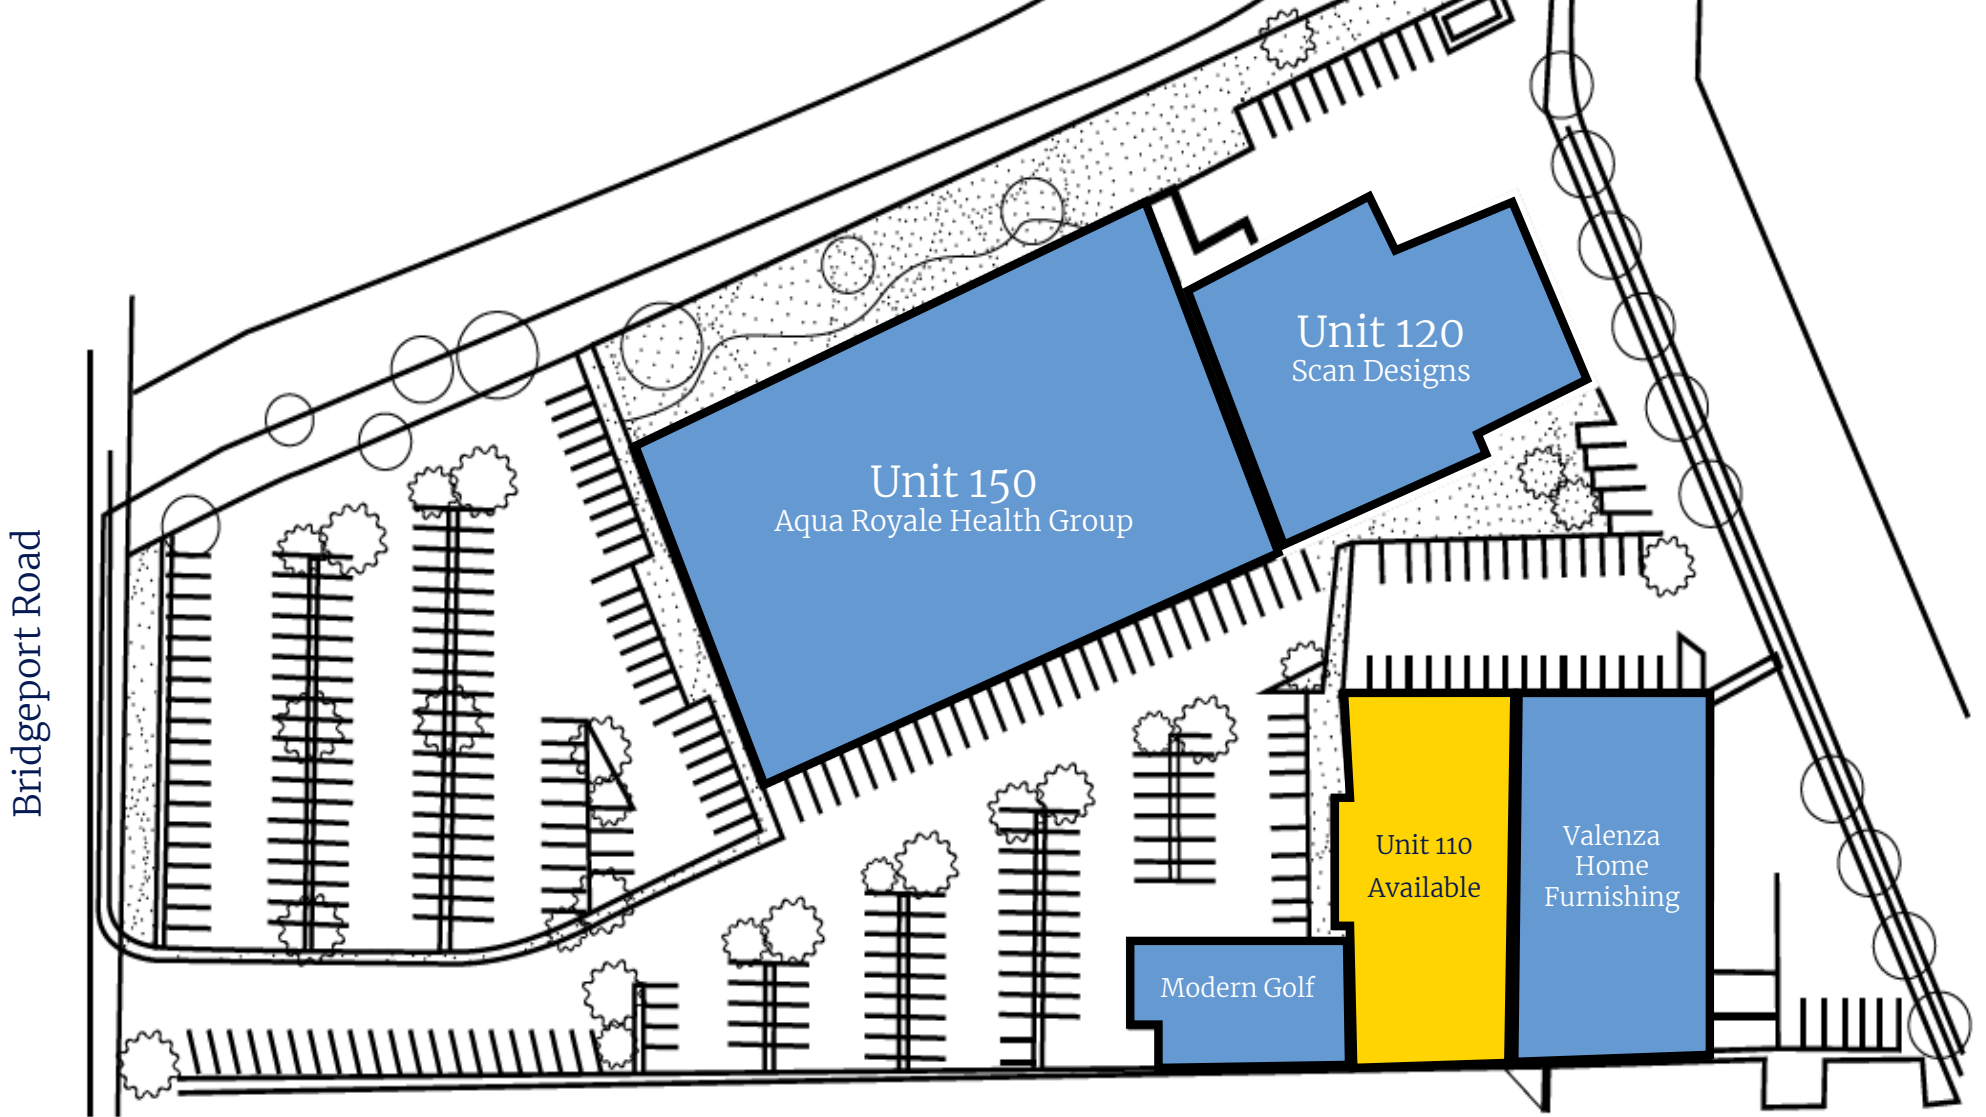 Bridgeport Road
Unit 120
Scan Designs
Unit 150
Aqua Royale Health Group
Unit 110
Available
Valenza
Home
Furnishing
Modern Golf